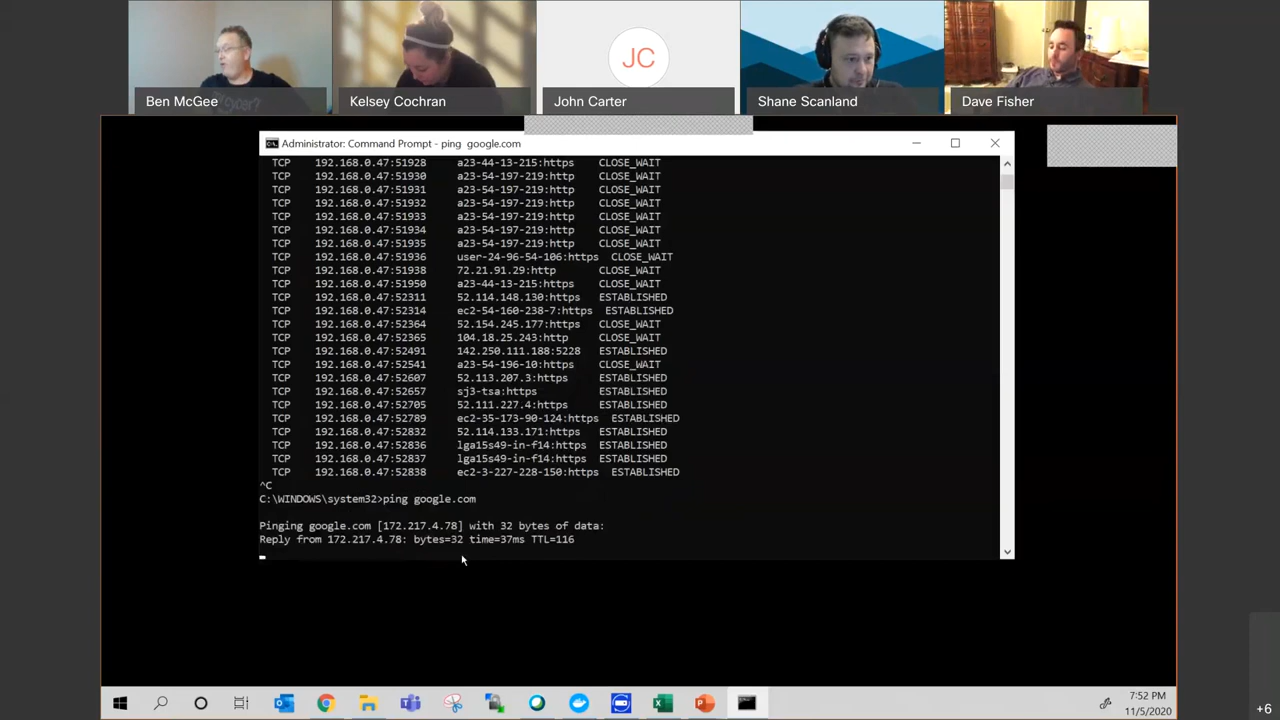 JC
Ben McGee
Kelsey Cochran
John Carter
Shane Scanland
Dave Fisher
Administrator: Command Prompt - ping  google.com
TCP 192.168.0.47:51928 a23-44-13-215:https CLOSE_WAIT
TCP 192.168.0.47:51930 a23-54-197-219:http CLOSE_WAIT
TCP 192.168.0.47:51931 a23-54-197-219:http CLOSE_WAIT
TCP 192.168.0.47:51932 a23-54-197-219:http CLOSE_WAIT
TCP 192.168.0.47:51933 a23-54-197-219:http CLOSE_WAIT
TCP 192.168.0.47:51934 a23-54-197-219:http CLOSE_WAIT
TCP 192.168.0.47:51935 a23-54-197-219:http CLOSE_WAIT
TCP 192.168.0.47:51936 user-24-96-54-106:https CLOSE_WAIT
TCP 192.168.0.47:51938 72.21.91.29:http CLOSE_WAIT
TCP 192.168.0.47:51950 a23-44-13-215:https CLOSE_WAIT
TCP 192.168.0.47:52311 52.114.148.130:https ESTABLISHED
TCP 192.168.0.47:52314 ec2-54-160-238-7:https ESTABLISHED
TCP 192.168.0.47:52364 52.154.245.177:https CLOSE_WAIT
TCP 192.168.0.47:52365 104.18.25.243:http CLOSE_WAIT
TCP 192.168.0.47:52491 142.250.111.188:5228 ESTABLISHED
TCP 192.168.0.47:52541 a23-54-196-10:https CLOSE_WAIT
TCP 192.168.0.47:52607 52.113.207.3:https ESTABLISHED
TCP 192.168.0.47:52657 sj3-tsa:https ESTABLISHED
TCP 192.168.0.47:52705 52.111.227.4:https ESTABLISHED
TCP 192.168.0.47:52789 ec2-35-173-90-124:https ESTABLISHED
TCP 192.168.0.47:52832 52.114.133.171:https ESTABLISHED
TCP 192.168.0.47:52836 lga15s49-in-f14:https ESTABLISHED
TCP 192.168.0.47:52837 lga15s49-in-f14:https ESTABLISHED
TCP 192.168.0.47:52838 ec2-3-227-228-150:https ESTABLISHED
^C
C:\WINDOWS\system32>ping google.com
Pinging google.com [172.217.4.78] with 32 bytes of data:
Reply from 172.217.4.78: bytes=32 time=37ms TTL=116
7:52 PM
11/5/2020
+6